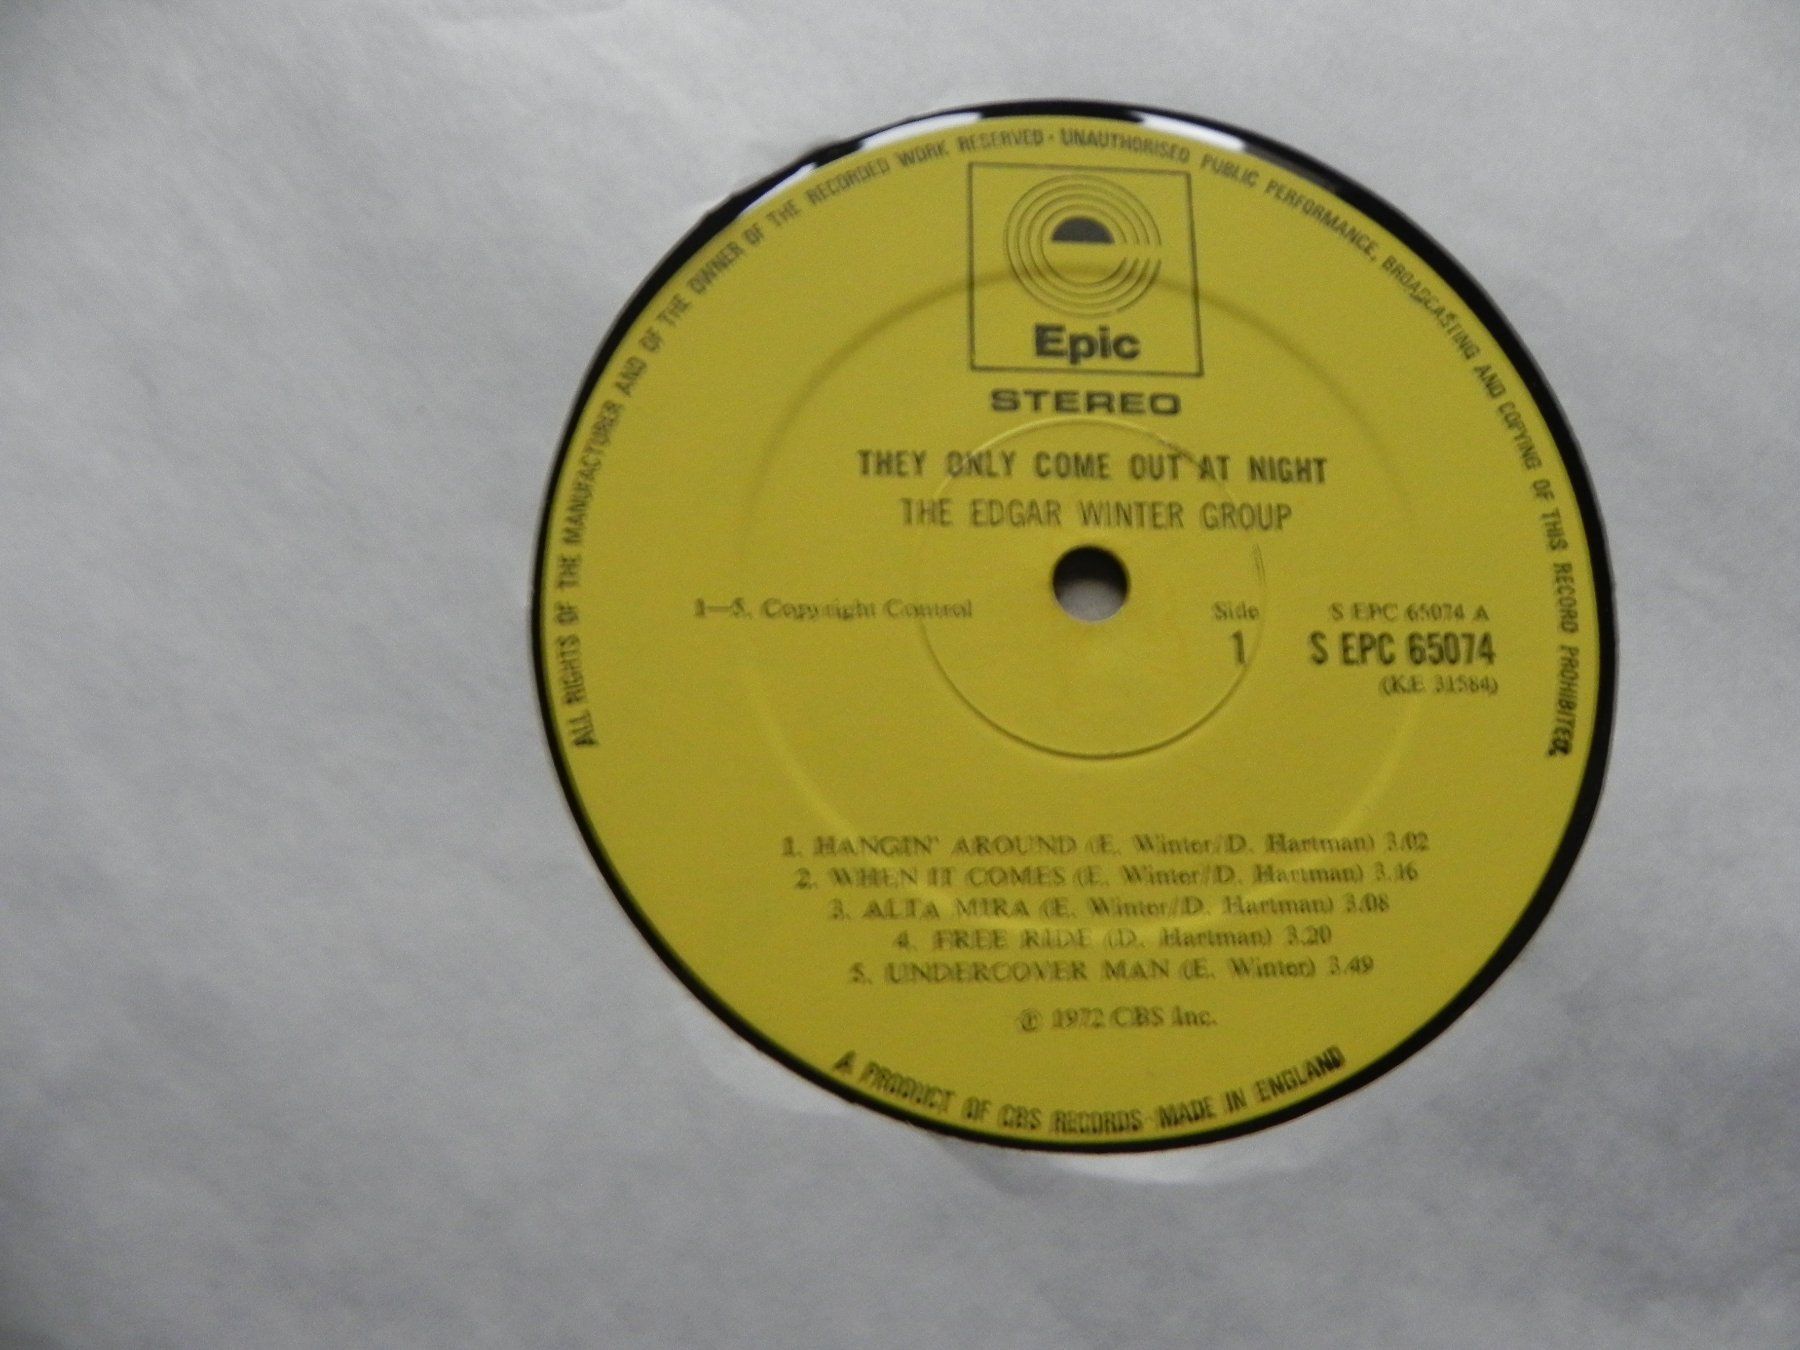 ALL RIGHTS OF THE MANUFACTURER AND OF THE OWNER OF THE RECORDED WORK RESERVED · UNAUTHORISED PUBLIC PERFORMANCE, BROADCASTING AND COPYING OF THIS RECORD PROHIBITED.
Epic
STEREO
THEY ONLY COME OUT AT NIGHT
THE EDGAR WINTER GROUP
1—5. Copyright Control Side S EPC 65074 A
1 S EPC 65074
(KE 31584)
1. HANGIN' AROUND (E. Winter/D. Hartman) 3.02
2. WHEN IT COMES (E. Winter/D. Hartman) 3.16
3. ALTA MIRA (E. Winter/D. Hartman) 3.08
4. FREE RIDE (D. Hartman) 3.20
5. UNDERCOVER MAN (E. Winter) 3.49
℗ 1972 CBS Inc.
A PRODUCT OF CBS RECORDS · MADE IN ENGLAND